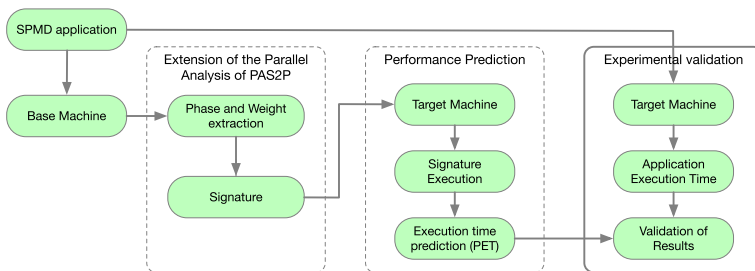 SPMD application
Base Machine
Extension of the Parallel
Analysis of PAS2P
Phase and Weight
extraction
Signature
Performance Prediction
Target Machine
Signature
Execution
Execution time
prediction (PET)
Experimental validation
Target Machine
Application
Execution Time
Validation of
Results